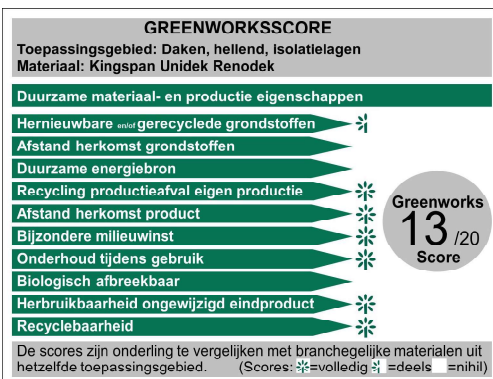 GREENWORKSSCORE
Toepassingsgebied: Daken, hellend, isolatielagen
Materiaal: Kingspan Unidek Renodek
Duurzame materiaal- en productie eigenschappen
Hernieuwbare en/of gerecyclede grondstoffen
Afstand herkomst grondstoffen
Duurzame energiebron
Recycling productieafval eigen productie
Afstand herkomst product
Bijzondere milieuwinst
Onderhoud tijdens gebruik
Biologisch afbreekbaar
Herbruikbaarheid ongewijzigd eindproduct
Recyclebaarheid
Greenworks
13 /20
Score
De scores zijn onderling te vergelijken met branchegelijke materialen uit
hetzelfde toepassingsgebied. (Scores: =volledig =deels =nihil)